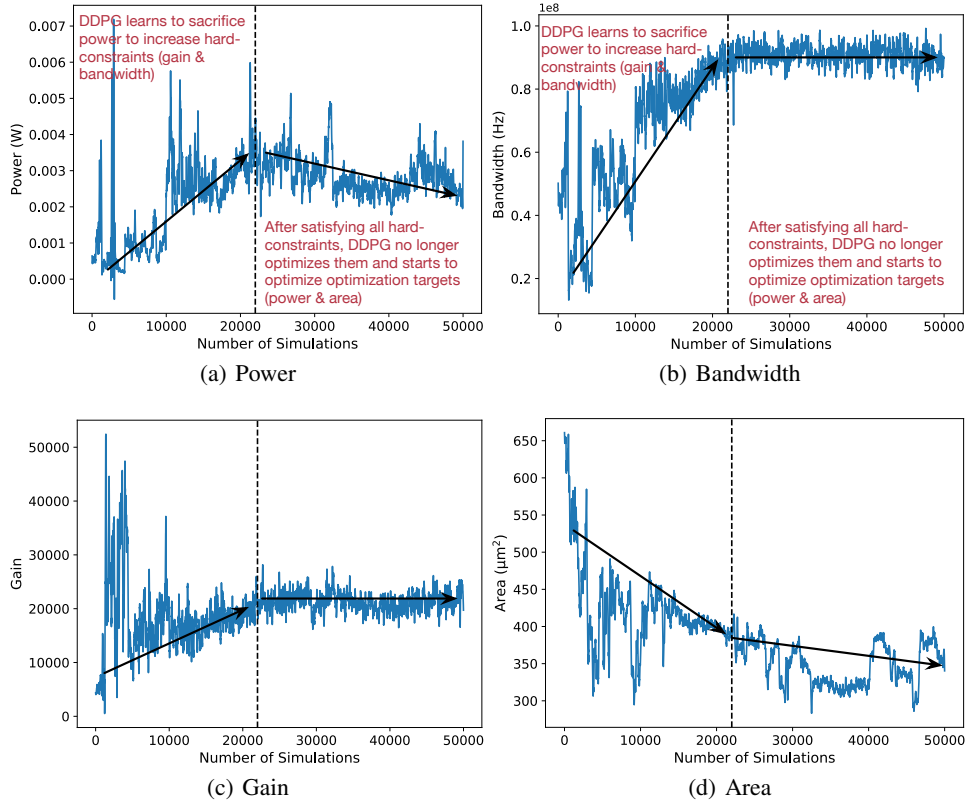 DDPG learns to sacrifice
power to increase hard-
constraints (gain &
bandwidth)
0.007
0.006
0.005
0.004
0.003
0.002
0.001
0.000
Power (W)
After satisfying all hard-
constraints, DDPG no longer
optimizes them and starts to
optimize optimization targets
(power & area)
0 10000 20000 30000 40000 50000
Number of Simulations
(a) Power
1e8
DDPG learns to sacrifice
power to increase hard-
constraints (gain &
bandwidth)
1.0
0.8
0.6
0.4
0.2
Bandwidth (Hz)
After satisfying all hard-
constraints, DDPG no longer
optimizes them and starts to
optimize optimization targets
(power & area)
0 10000 20000 30000 40000 50000
Number of Simulations
(b) Bandwidth
50000
40000
30000
20000
10000
0
Gain
0 10000 20000 30000 40000 50000
Number of Simulations
(c) Gain
650
600
550
500
450
400
350
300
Area (μm²)
0 10000 20000 30000 40000 50000
Number of Simulations
(d) Area